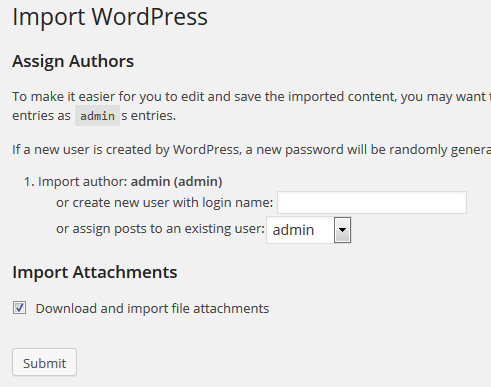 Import WordPress
Assign Authors
To make it easier for you to edit and save the imported content, you may want
entries as admin s entries.
If a new user is created by WordPress, a new password will be randomly
1. Import author: admin (admin)
or create new user with login name:
or assign posts to an existing user: admin
Import Attachments
Download and import file attachments
Submit